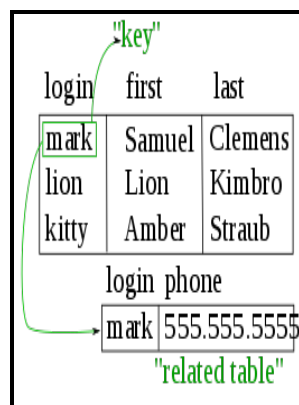 "key"
login first last
mark Samuel Clemens
lion Lion Kimbro
kitty Amber Straub
login phone
mark 555.555.5555
"related table"